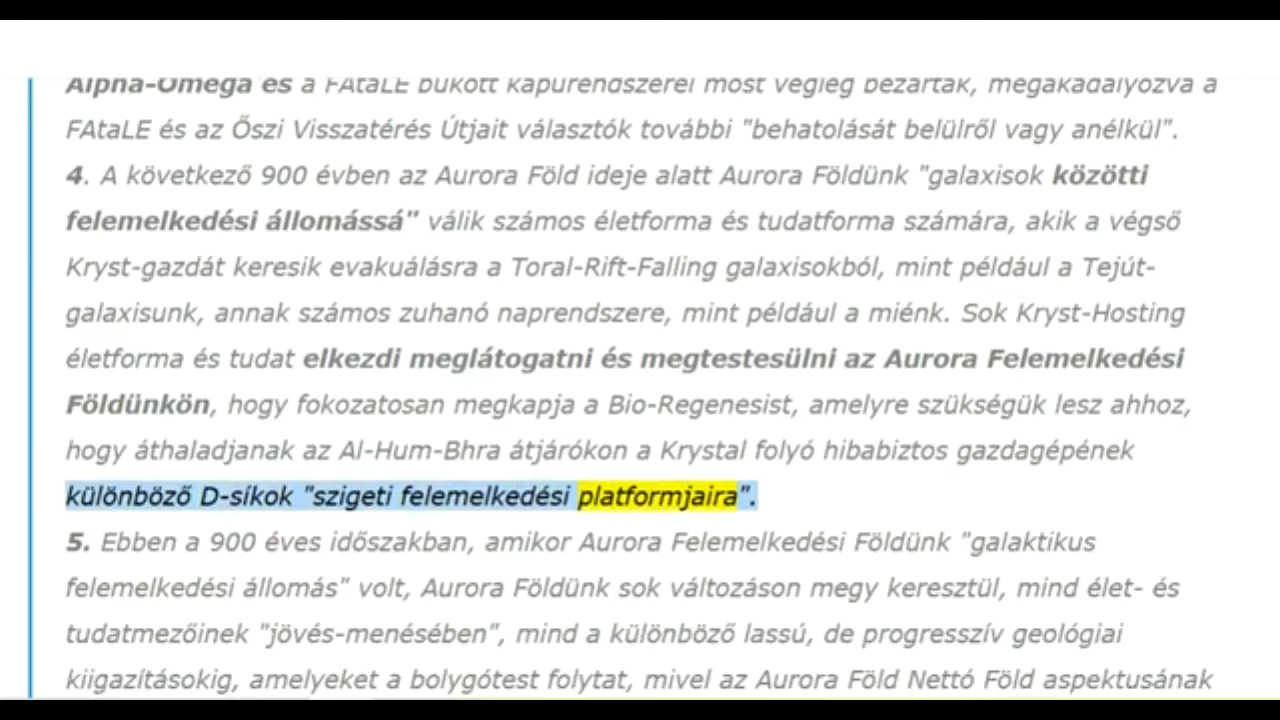 Alpha-Omega és a FAtaLE bukott kapurendszerei most végleg bezártak, megakadályozva a
FAtaLE és az Őszi Visszatérés Útjait választók további "behatolását belülről vagy anélkül".
4. A következő 900 évben az Aurora Föld ideje alatt Aurora Földünk "galaxisok közötti
felemelkedési állomássá" válik számos életforma és tudatforma számára, akik a végső
Kryst-gazdát keresik evakuálásra a Toral-Rift-Falling galaxisokból, mint például a Tejút-
galaxisunk, annak számos zuhanó naprendszere, mint például a miénk. Sok Kryst-Hosting
életforma és tudat elkezdi meglátogatni és megtestesülni az Aurora Felemelkedési
Földünkön, hogy fokozatosan megkapja a Bio-Regenesist, amelyre szükségük lesz ahhoz,
hogy áthaladjanak az Al-Hum-Bhra átjárókon a Krystal folyó hibabiztos gazdagépének
különböző D-síkok "szigeti felemelkedési platformjaira".
5. Ebben a 900 éves időszakban, amikor Aurora Felemelkedési Földünk "galaktikus
felemelkedési állomás" volt, Aurora Földünk sok változáson megy keresztül, mind élet- és
tudatmezőinek "jövés-menésében", mind a különböző lassú, de progresszív geológiai
kiigazításokig, amelyeket a bolygótest folytat, mivel az Aurora Föld Nettó Föld aspektusának